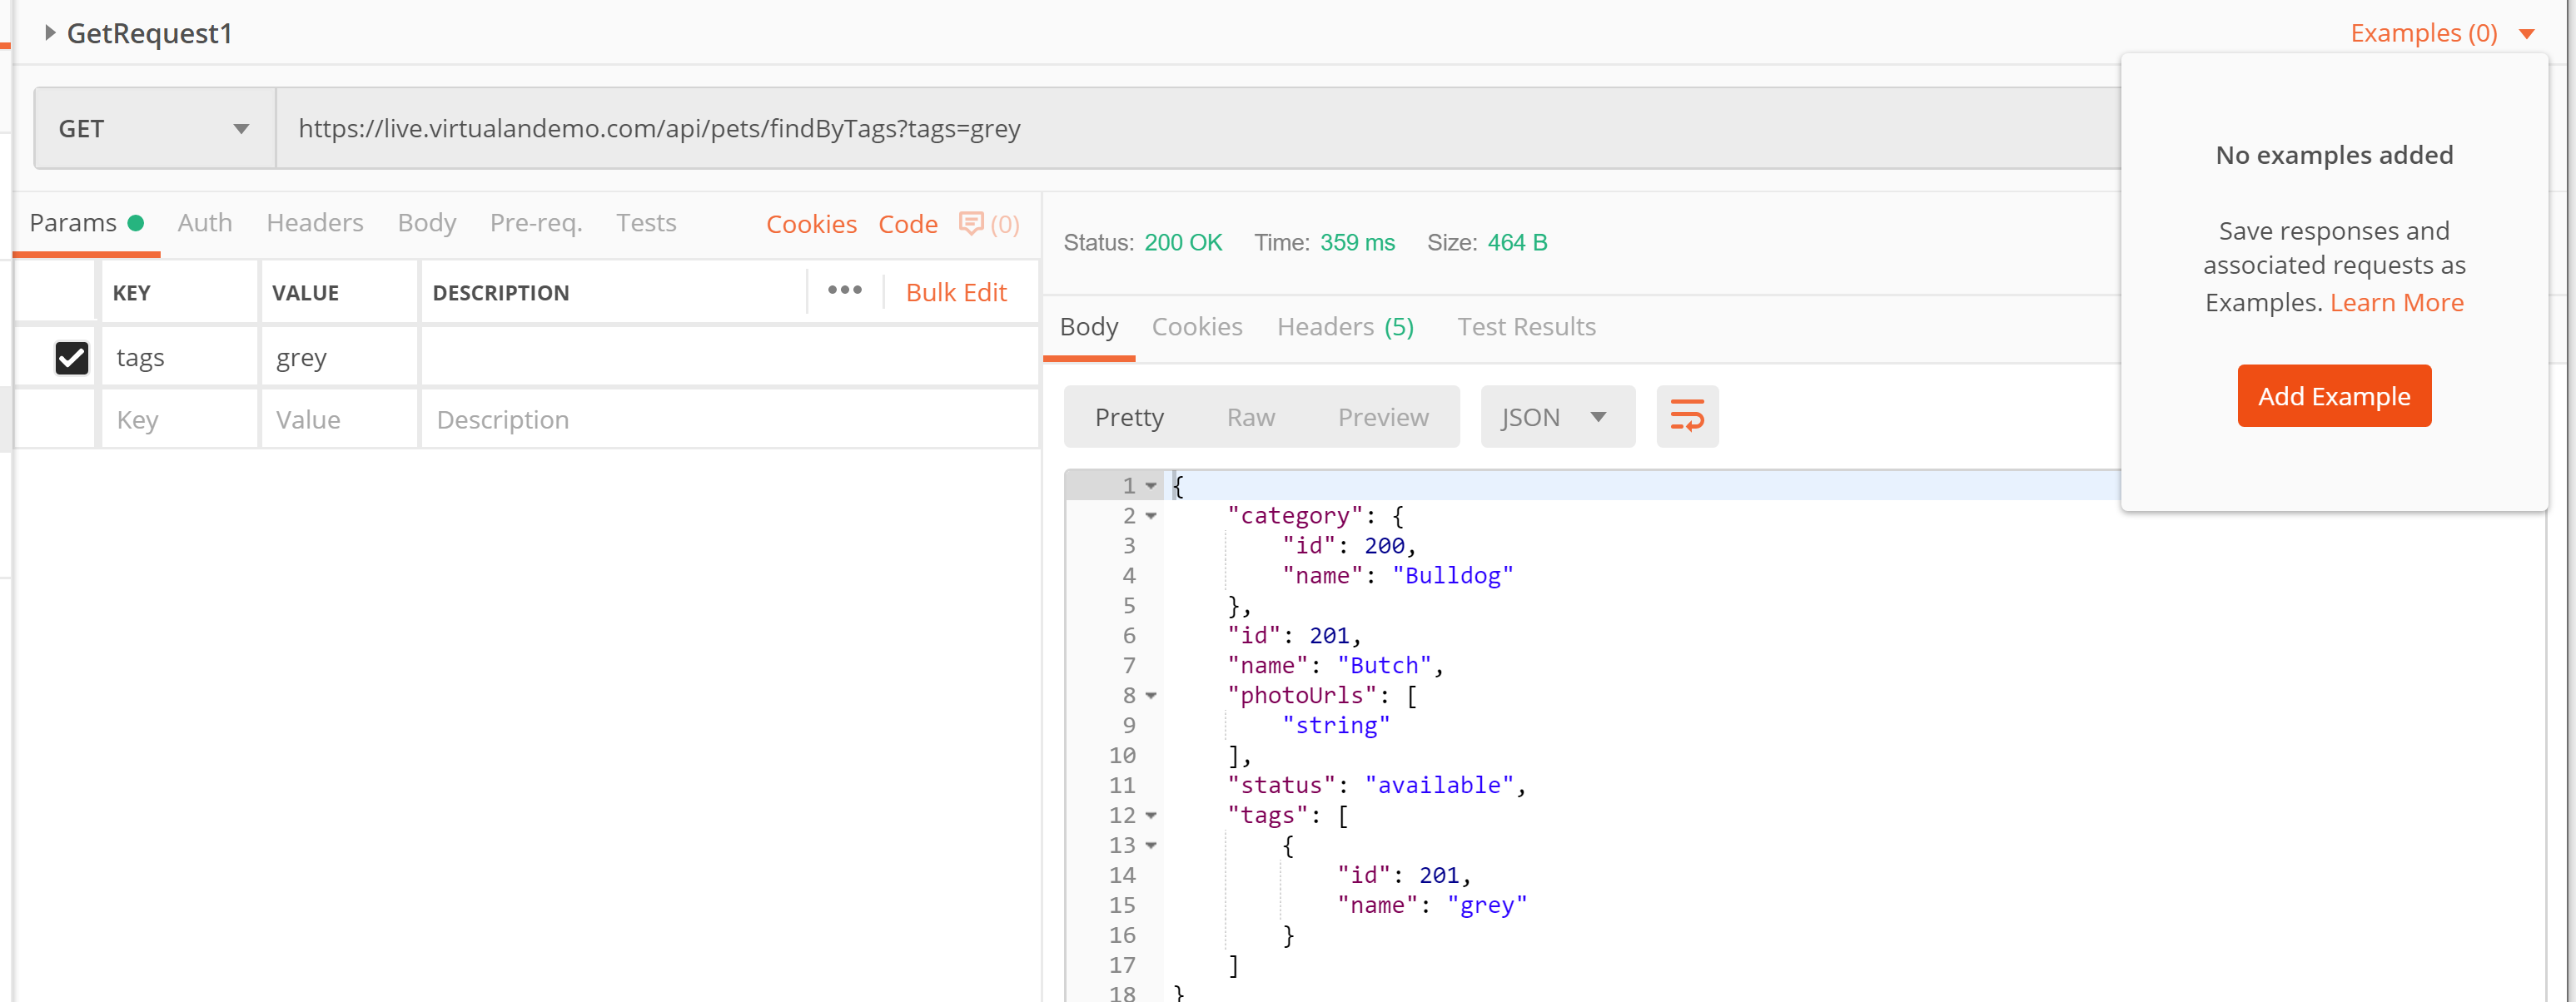 GetRequest1
Examples (0)
GET
https://live.virtualandemo.com/api/pets/findByTags?tags=grey
No examples added
Save responses and
associated requests as
Examples. Learn More
Add Example
Params Auth Headers Body Pre-req. Tests Cookies Code (0)
KEY VALUE DESCRIPTION ••• Bulk Edit
tags grey
Key Value Description
Status: 200 OK Time: 359 ms Size: 464 B
Body Cookies Headers (5) Test Results
Pretty Raw Preview JSON
1 {
2 "category": {
3 "id": 200,
4 "name": "Bulldog"
5 },
6 "id": 201,
7 "name": "Butch",
8 "photoUrls": [
9 "string"
10 ],
11 "status": "available",
12 "tags": [
13 {
14 "id": 201,
15 "name": "grey"
16 }
17 ]
18 }